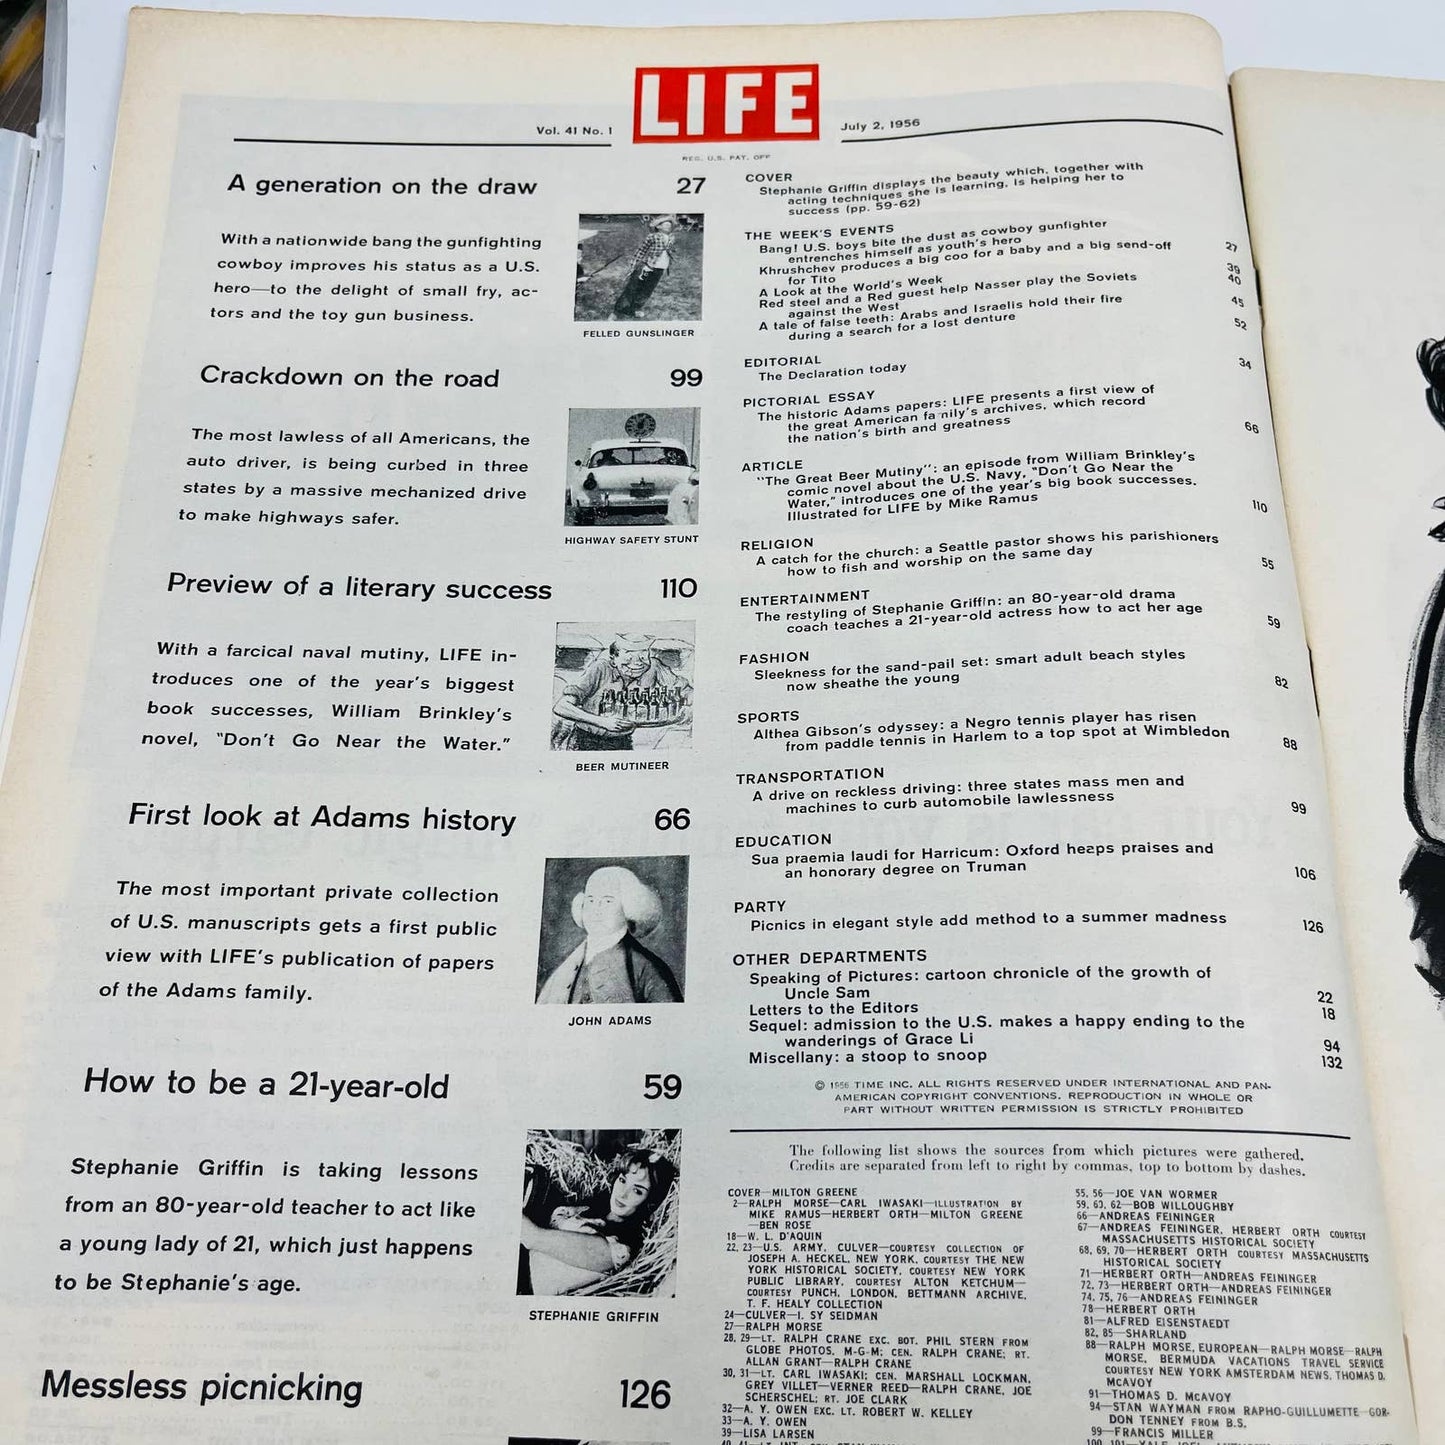 LIFE
Vol. 41 No. 1
July 2, 1956
REG. U.S. PAT. OFF
A generation on the draw 27
With a nationwide bang the gunfighting
cowboy improves his status as a U.S.
hero—to the delight of small fry, ac-
tors and the toy gun business.
FELLED GUNSLINGER
Crackdown on the road 99
The most lawless of all Americans, the
auto driver, is being curbed in three
states by a massive mechanized drive
to make highways safer.
HIGHWAY SAFETY STUNT
Preview of a literary success 110
With a farcical naval mutiny, LIFE in-
troduces one of the year's biggest
book successes, William Brinkley's
novel, "Don't Go Near the Water."
BEER MUTINEER
First look at Adams history 66
The most important private collection
of U.S. manuscripts gets a first public
view with LIFE's publication of papers
of the Adams family.
JOHN ADAMS
How to be a 21-year-old 59
Stephanie Griffin is taking lessons
from an 80-year-old teacher to act like
a young lady of 21, which just happens
to be Stephanie's age.
STEPHANIE GRIFFIN
Messless picnicking 126
COVER
Stephanie Griffin displays the beauty which, together with
acting techniques she is learning, is helping her to
success (pp. 59-62)
THE WEEK'S EVENTS
Bang! U.S. boys bite the dust as cowboy gunfighter
entrenches himself as youth's hero 27
Khrushchev produces a big coo for a baby and a big send-off
for Tito 39
A Look at the World's Week 40
Red steel and a Red guest help Nasser play the Soviets
against the West 45
A tale of false teeth: Arabs and Israelis hold their fire
during a search for a lost denture 52
EDITORIAL
The Declaration today 34
PICTORIAL ESSAY
The historic Adams papers: LIFE presents a first view of
the great American family's archives, which record
the nation's birth and greatness 66
ARTICLE
"The Great Beer Mutiny": an episode from William Brinkley's
comic novel about the U.S. Navy, "Don't Go Near the
Water," introduces one of the year's big book successes.
Illustrated for LIFE by Mike Ramus 110
RELIGION
A catch for the church: a Seattle pastor shows his parishioners
how to fish and worship on the same day 55
ENTERTAINMENT
The restyling of Stephanie Griffin: an 80-year-old drama
coach teaches a 21-year-old actress how to act her age 59
FASHION
Sleekness for the sand-pail set: smart adult beach styles
now sheathe the young 82
SPORTS
Althea Gibson's odyssey: a Negro tennis player has risen
from paddle tennis in Harlem to a top spot at Wimbledon 88
TRANSPORTATION
A drive on reckless driving: three states mass men and
machines to curb automobile lawlessness 99
EDUCATION
Sua praemia laudi for Harricum: Oxford heaps praises and
an honorary degree on Truman 106
PARTY
Picnics in elegant style add method to a summer madness 126
OTHER DEPARTMENTS
Speaking of Pictures: cartoon chronicle of the growth of
Uncle Sam 22
Letters to the Editors 18
Sequel: admission to the U.S. makes a happy ending to the
wanderings of Grace Li 94
Miscellany: a stoop to snoop 132
© 1956 TIME INC. ALL RIGHTS RESERVED UNDER INTERNATIONAL AND PAN-
AMERICAN COPYRIGHT CONVENTIONS. REPRODUCTION IN WHOLE OR
PART WITHOUT WRITTEN PERMISSION IS STRICTLY PROHIBITED
The following list shows the sources from which pictures were gathered.
Credits are separated from left to right by commas, top to bottom by dashes.
COVER—MILTON GREENE
2—RALPH MORSE—CARL IWASAKI—ILLUSTRATION BY
MIKE RAMUS—HERBERT ORTH—MILTON GREENE
—BEN ROSE
18—W. L. D'AQUIN
22, 23—U.S. ARMY, CULVER—COURTESY COLLECTION OF
JOSEPH A. HECKEL, NEW YORK, COURTESY THE NEW
YORK HISTORICAL SOCIETY, COURTESY NEW YORK
PUBLIC LIBRARY, COURTESY ALTON KETCHUM—
COURTESY PUNCH, LONDON, BETTMANN ARCHIVE,
T. F. HEALY COLLECTION
24—CULVER—I. SY SEIDMAN
27—RALPH MORSE
28, 29—LT. RALPH CRANE EXC. BOT. PHIL STERN FROM
GLOBE PHOTOS, M-G-M; CEN. RALPH CRANE; RT.
ALLAN GRANT—RALPH CRANE
30, 31—LT. CARL IWASAKI; CEN. MARSHALL LOCKMAN,
GREY VILLET—VERNER REED—RALPH CRANE, JOE
SCHERSCHEL; RT. JOE CLARK
32—A. Y. OWEN EXC. LT. ROBERT W. KELLEY
33—A. Y. OWEN
39—LISA LARSEN
55, 56—JOE VAN WORMER
59, 60, 62—BOB WILLOUGHBY
66—ANDREAS FEININGER
67—ANDREAS FEININGER, HERBERT ORTH COURTESY
MASSACHUSETTS HISTORICAL SOCIETY
68, 69, 70—HERBERT ORTH COURTESY MASSACHUSETTS
HISTORICAL SOCIETY
71—HERBERT ORTH—ANDREAS FEININGER
72, 73—HERBERT ORTH—ANDREAS FEININGER
74, 75, 76—ANDREAS FEININGER
78—HERBERT ORTH
81—ALFRED EISENSTAEDT
82, 85—SHARLAND
88—RALPH MORSE, EUROPEAN—RALPH MORSE—RALPH
MORSE, BERMUDA VACATIONS TRAVEL SERVICE
COURTESY NEW YORK AMSTERDAM NEWS, THOMAS D.
McAVOY
91—THOMAS D. McAVOY
94—STAN WAYMAN FROM RAPHO-GUILLUMETTE—GOR-
DON TENNEY FROM B.S.
99—FRANCIS MILLER